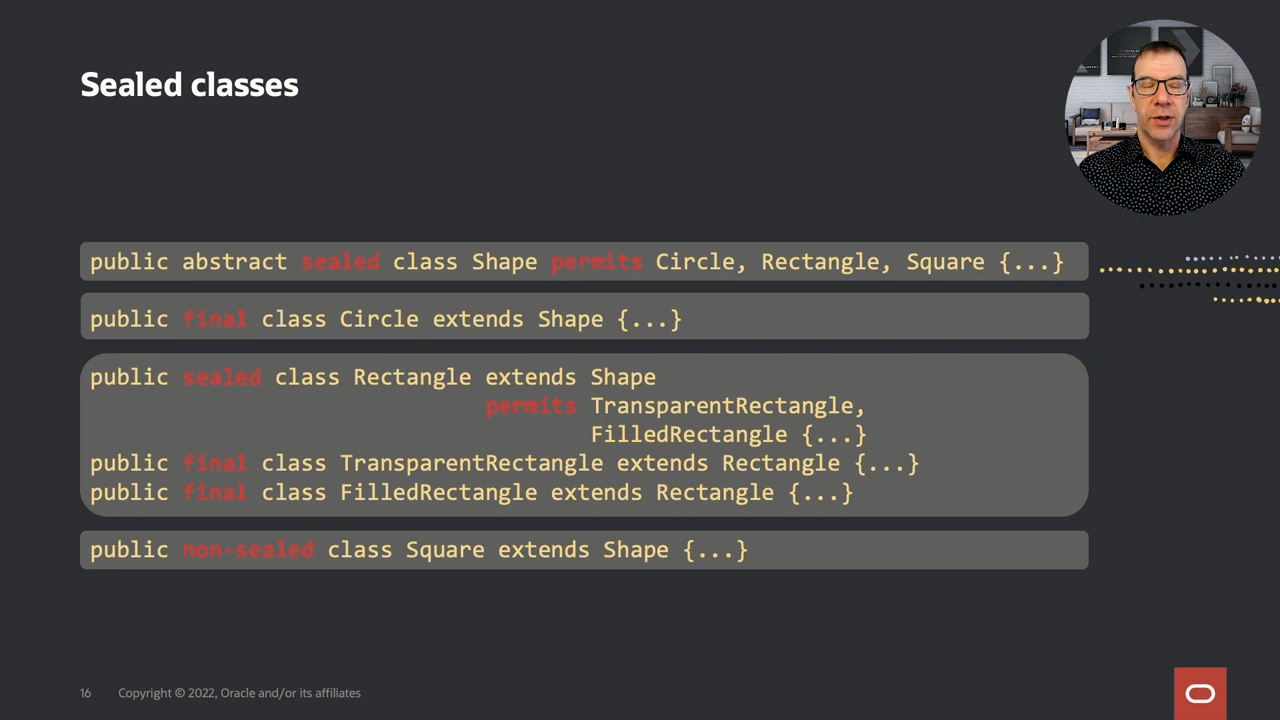 Sealed classes
public abstract sealed class Shape permits Circle, Rectangle, Square {...}
public final class Circle extends Shape {...}
public sealed class Rectangle extends Shape
permits TransparentRectangle,
FilledRectangle {...}
public final class TransparentRectangle extends Rectangle {...}
public final class FilledRectangle extends Rectangle {...}
public non-sealed class Square extends Shape {...}
16 Copyright © 2022, Oracle and/or its affiliates